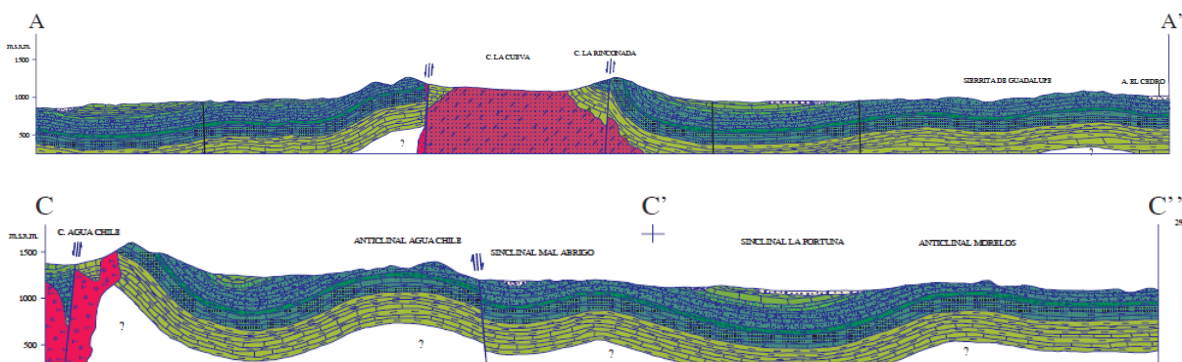 A A'
m.s.n.m.
C. LA CUEVA
C. LA RINCONADA
SIERRITA DE GUADALUPE
A. EL CEDRO
1500
1000
500
?
?
C C' C''
m.s.n.m.
C. AGUA CHILE
ANTICLINAL AGUA CHILE
SINCLINAL MAL ABRIGO
SINCLINAL LA FORTUNA
ANTICLINAL MORELOS
1500
1000
500
?
?
?
?